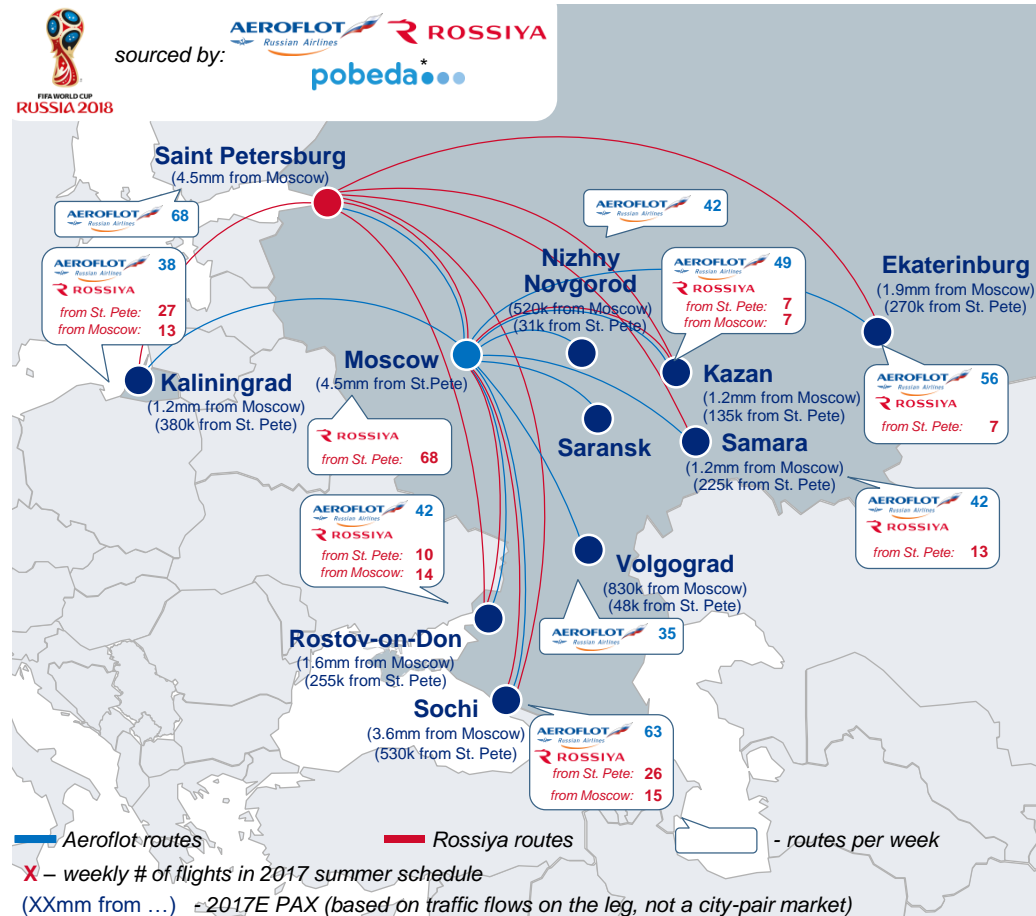 FIFA WORLD CUP
RUSSIA 2018
sourced by:
AEROFLOT
Russian Airlines
ROSSIYA
pobeda*
Saint Petersburg
(4.5mm from Moscow)
AEROFLOT 68
Russian Airlines
AEROFLOT 38
Russian Airlines
ROSSIYA
from St. Pete: 27
from Moscow: 13
AEROFLOT 42
Russian Airlines
Nizhny
Novgorod
(520k from Moscow)
(31k from St. Pete)
AEROFLOT 49
Russian Airlines
ROSSIYA
from St. Pete: 7
from Moscow: 7
Ekaterinburg
(1.9mm from Moscow)
(270k from St. Pete)
AEROFLOT 56
Russian Airlines
ROSSIYA
from St. Pete: 7
Moscow
(4.5mm from St.Pete)
ROSSIYA
from St. Pete: 68
Kaliningrad
(1.2mm from Moscow)
(380k from St. Pete)
Kazan
(1.2mm from Moscow)
(135k from St. Pete)
Saransk
Samara
(1.2mm from Moscow)
(225k from St. Pete)
AEROFLOT 42
Russian Airlines
ROSSIYA
from St. Pete: 13
AEROFLOT 42
Russian Airlines
ROSSIYA
from St. Pete: 10
from Moscow: 14
Volgograd
(830k from Moscow)
(48k from St. Pete)
AEROFLOT 35
Russian Airlines
Rostov-on-Don
(1.6mm from Moscow)
(255k from St. Pete)
Sochi
(3.6mm from Moscow)
(530k from St. Pete)
AEROFLOT 63
Russian Airlines
ROSSIYA
from St. Pete: 26
from Moscow: 15
Aeroflot routes
Rossiya routes
- routes per week
X – weekly # of flights in 2017 summer schedule
(XXmm from …) - 2017E PAX (based on traffic flows on the leg, not a city-pair market)